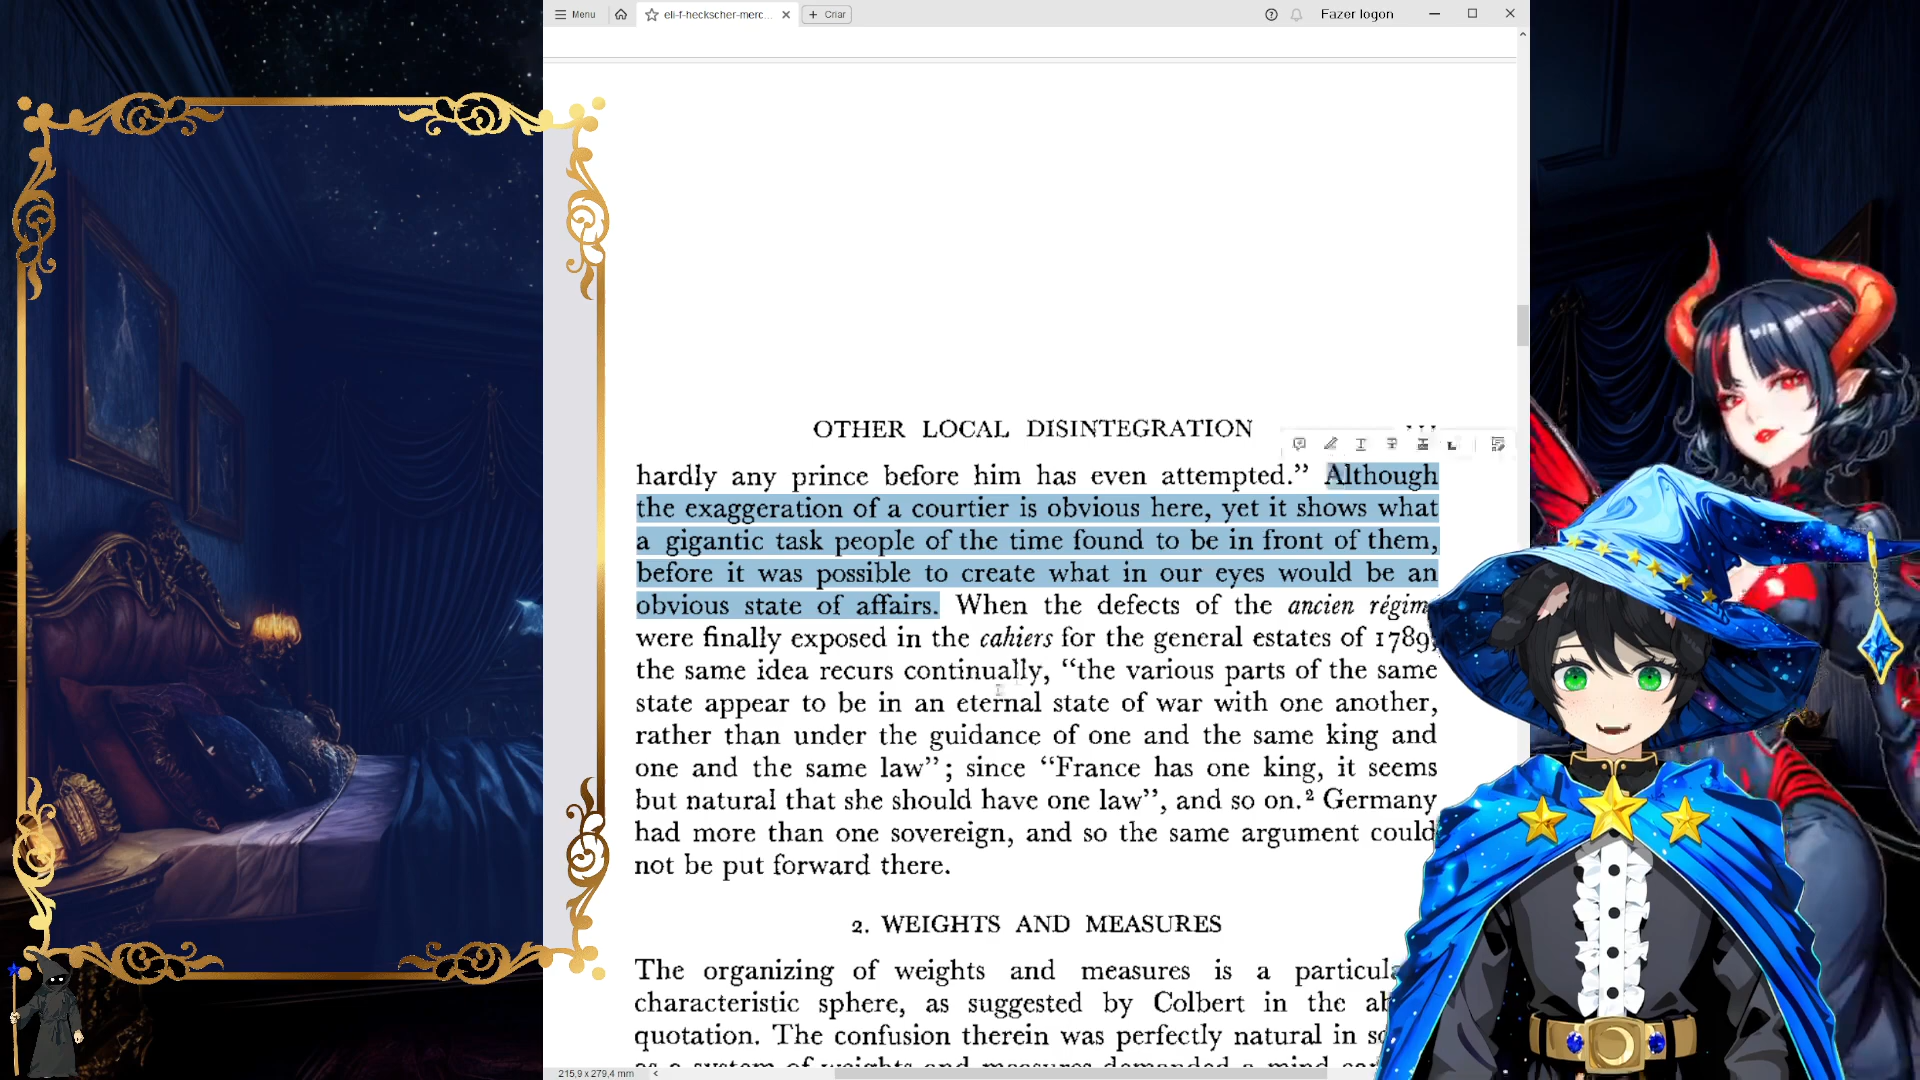 Menu
eli-f-heckscher-merc...
Criar
Fazer logon
OTHER LOCAL DISINTEGRATION
hardly any prince before him has even attempted.” Although
the exaggeration of a courtier is obvious here, yet it shows what
a gigantic task people of the time found to be in front of them,
before it was possible to create what in our eyes would be an
obvious state of affairs. When the defects of the ancien
were finally exposed in the cahiers for the general estates of 1789,
the same idea recurs continually, “the various parts of the same
state appear to be in an eternal state of war with one another,
rather than under the guidance of one and the same king and
one and the same law”; since “France has one king, it seems
but natural that she should have one law”, and so on.² Germany
had more than one sovereign, and so the same argument could
not be put forward there.
2. WEIGHTS AND MEASURES
The organizing of weights and measures is a
characteristic sphere, as suggested by Colbert in the
quotation. The confusion therein was perfectly natural in
as a system of weights and measures demanded a mind
215,9 x 279,4 mm